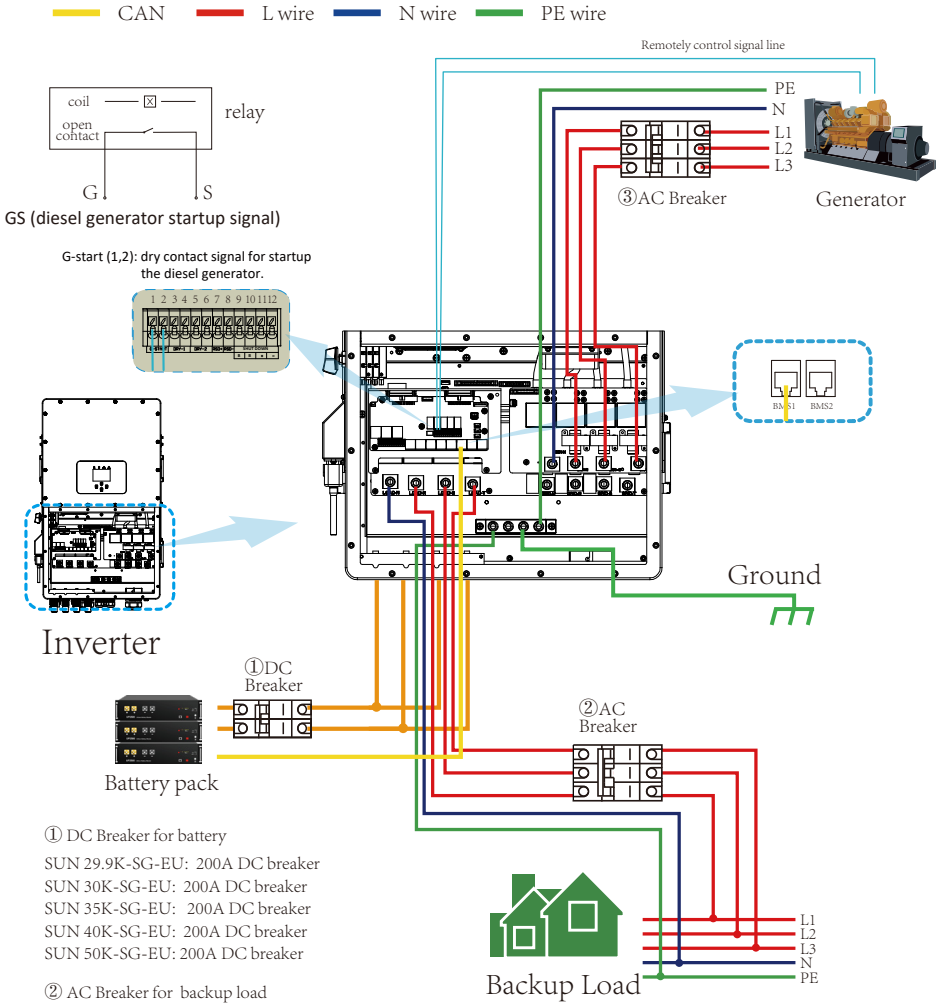 CAN L wire N wire PE wire
Remotely control signal line
coil
X
open
contact
relay
G S
GS (diesel generator startup signal)
PE
N
L1
L2
L3
③AC Breaker
Generator
G-start (1,2): dry contact signal for startup
the diesel generator.
1 2 3 4 5 6 7 8 9 10 11 12
BMS1 BMS2
Inverter
Ground
①DC
Breaker
②AC
Breaker
Battery pack
① DC Breaker for battery
SUN 29.9K-SG-EU: 200A DC breaker
SUN 30K-SG-EU: 200A DC breaker
SUN 35K-SG-EU: 200A DC breaker
SUN 40K-SG-EU: 200A DC breaker
SUN 50K-SG-EU: 200A DC breaker
② AC Breaker for backup load
Backup Load
L1
L2
L3
N
PE